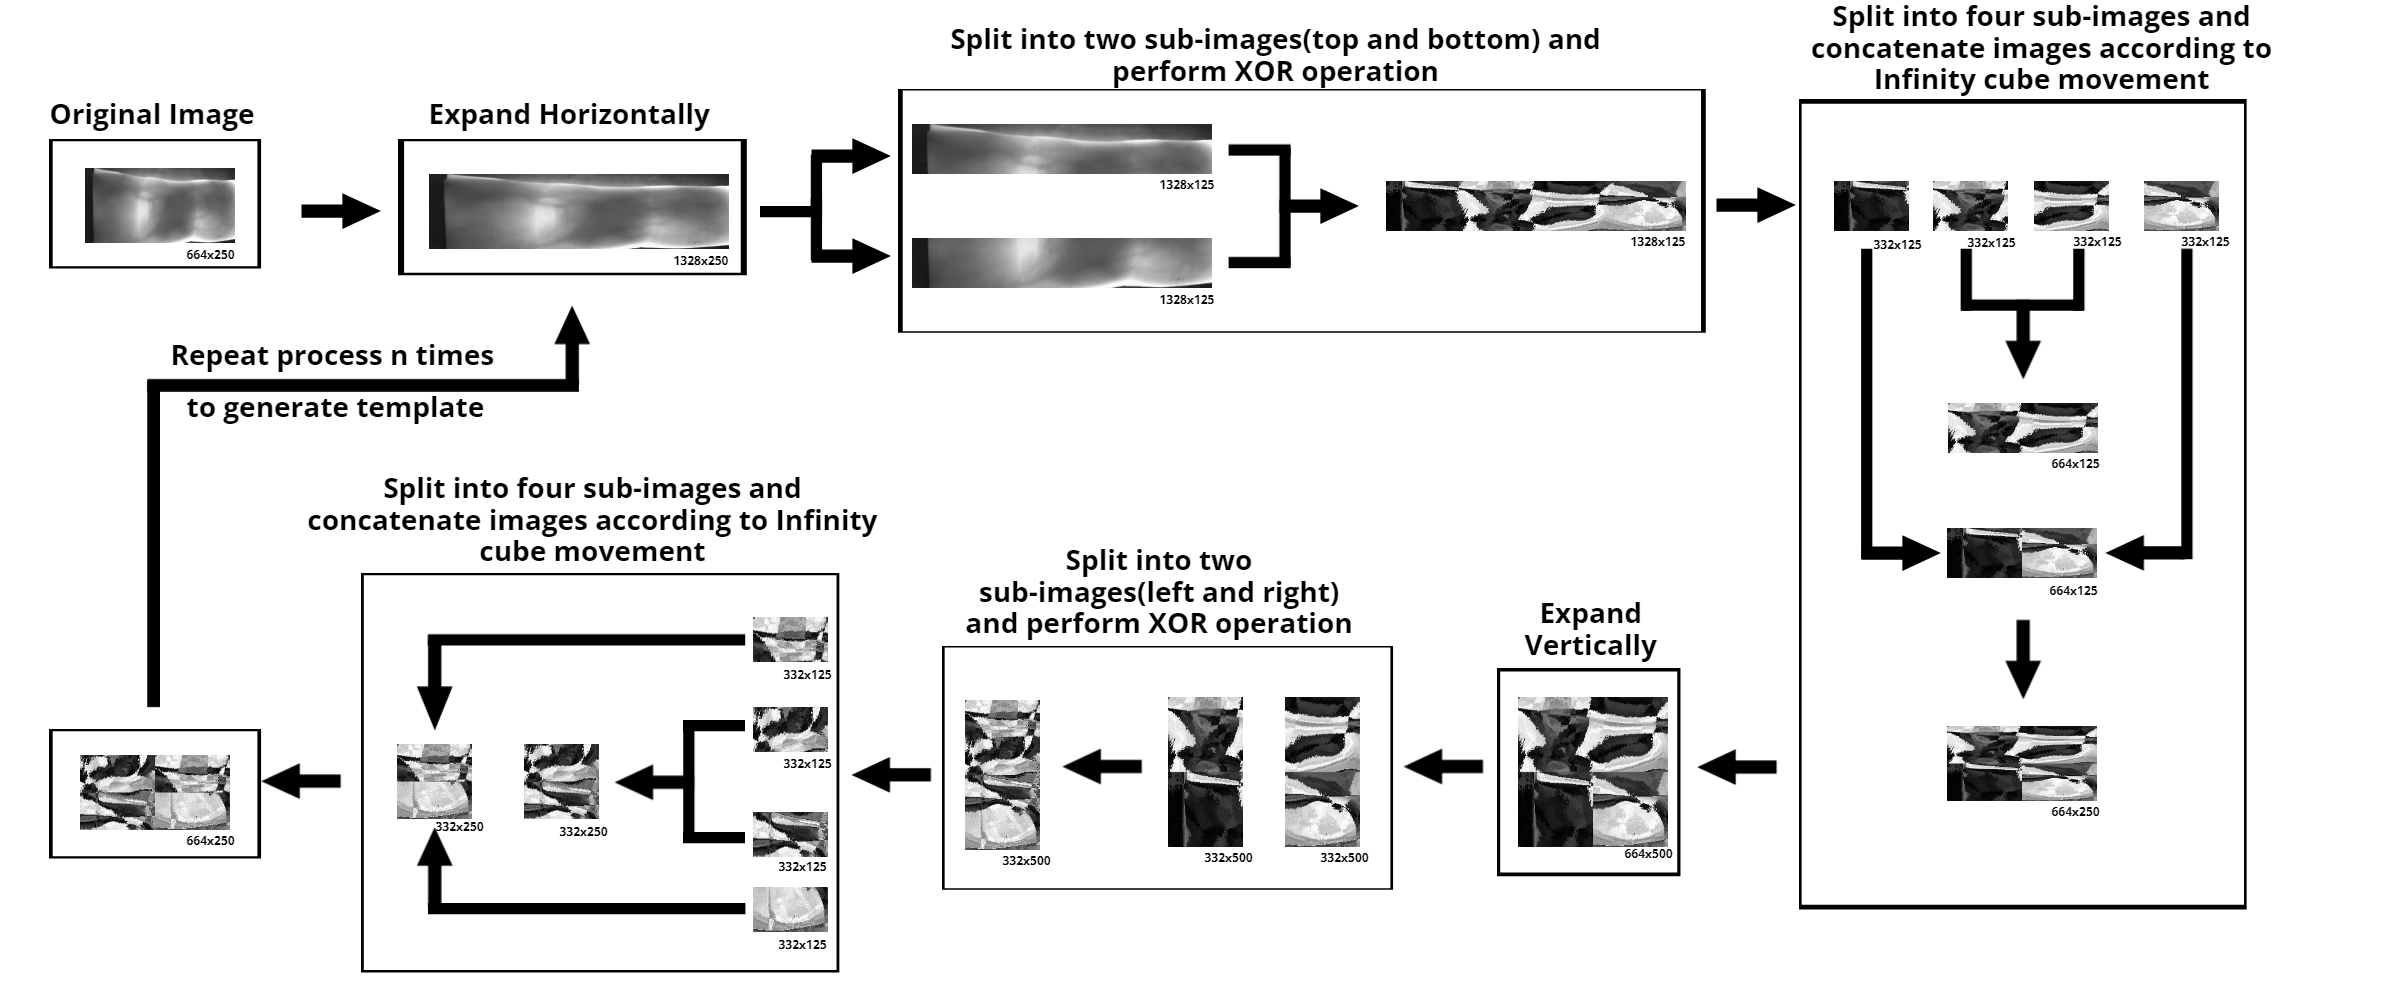 Original Image
664x250
Expand Horizontally
1328x250
Split into two sub-images(top and bottom) and
perform XOR operation
1328x125
1328x125
1328x125
Split into four sub-images and
concatenate images according to
Infinity cube movement
332x125
332x125
332x125
332x125
664x125
664x125
664x250
Expand
Vertically
664x500
Split into two
sub-images(left and right)
and perform XOR operation
332x500
332x500
332x500
Split into four sub-images and
concatenate images according to Infinity
cube movement
332x125
332x125
332x125
332x125
332x250
332x250
664x250
Repeat process n times
to generate template